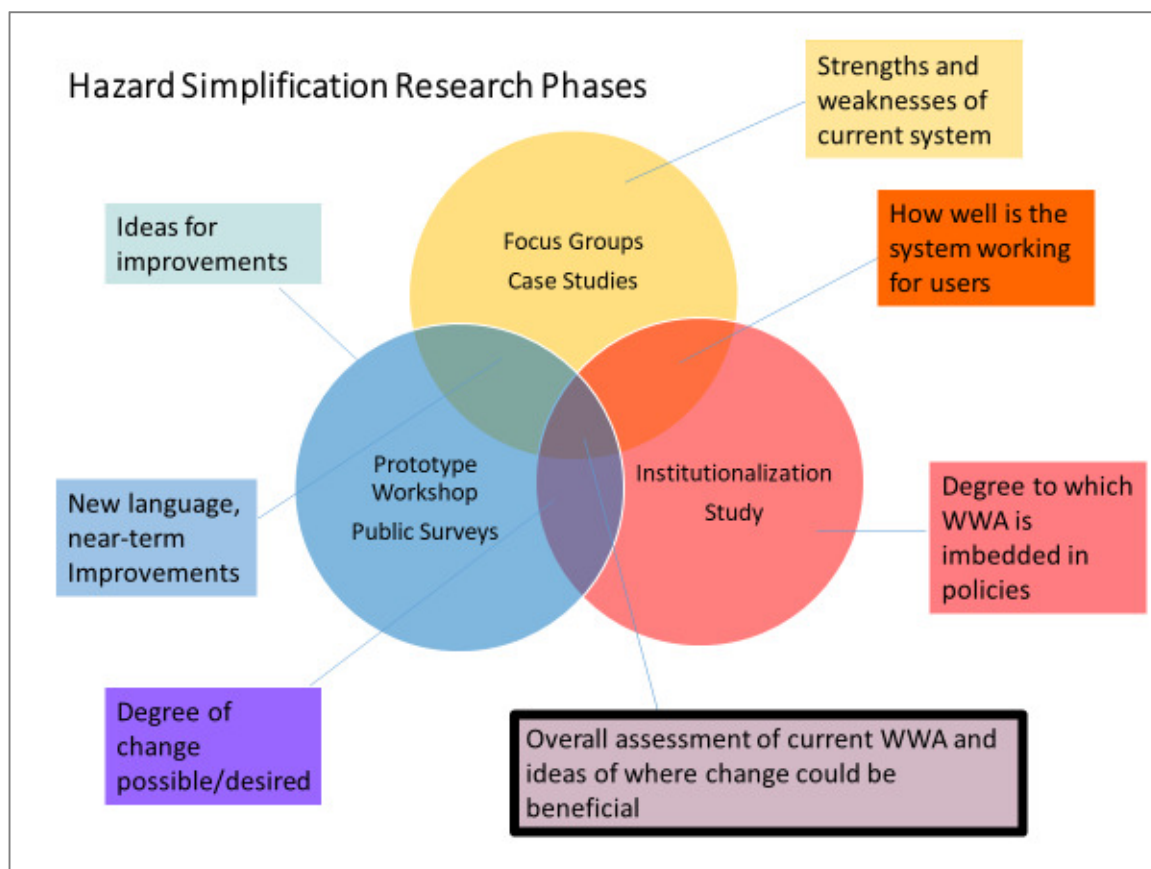 Hazard Simplification Research Phases
Strengths and
weaknesses of
current system
Ideas for
improvements
Focus Groups
Case Studies
How well is the
system working
for users
New language,
near-term
Improvements
Prototype
Workshop
Public Surveys
Institutionalization
Study
Degree to which
WWA is
imbedded in
policies
Degree of
change
possible/desired
Overall assessment of current WWA and
ideas of where change could be
beneficial